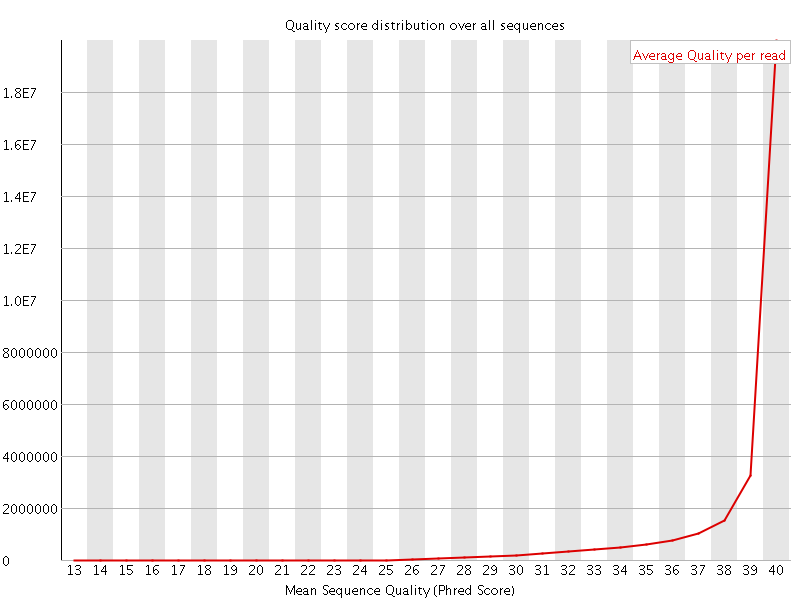 Quality score distribution over all sequences
Average Quality per read
1.8E7
1.6E7
1.4E7
1.2E7
1.0E7
8000000
6000000
4000000
2000000
0
13 14 15 16 17 18 19 20 21 22 23 24 25 26 27 28 29 30 31 32 33 34 35 36 37 38 39 40
Mean Sequence Quality (Phred Score)